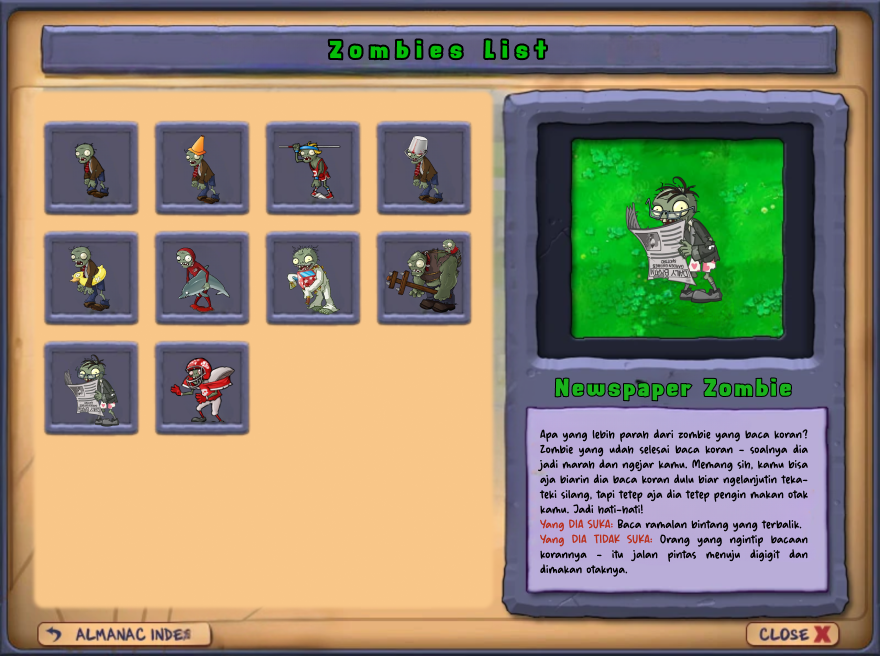 Zombies List
Newspaper Zombie
Apa yang lebih parah dari zombie yang baca koran?
Zombie yang udah selesai baca koran - soalnya dia
jadi marah dan ngejar kamu. Memang sih, kamu bisa
aja biarin dia baca koran dulu biar ngelanjutin teka-
teki silang, tapi tetep aja dia tetep pengin makan otak
kamu. Jadi hati-hati!
Yang DIA SUKA: Baca ramalan bintang yang terbalik.
Yang DIA TIDAK SUKA: Orang yang ngintip bacaan
korannya - itu jalan pintas menuju digigit dan
dimakan otaknya.
ALMANAC INDEX
CLOSE X